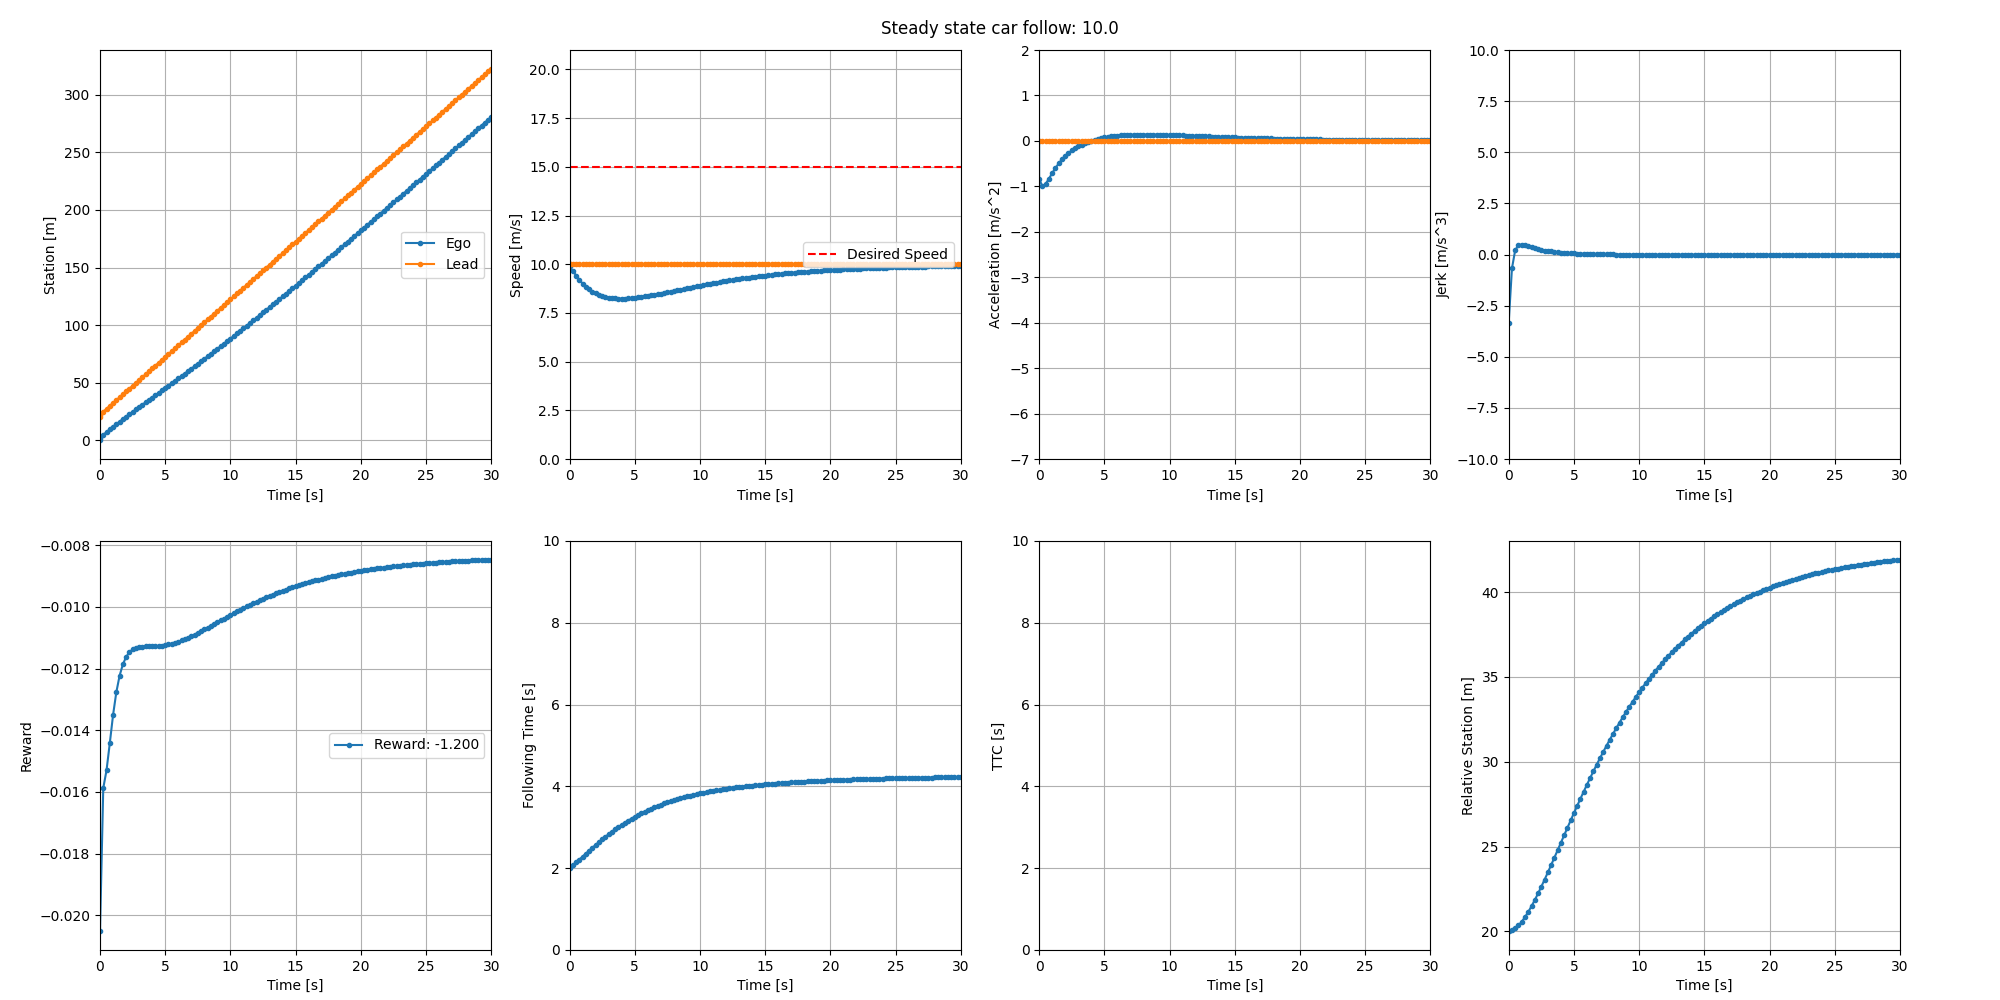 Steady state car follow: 10.0
Station [m]
300
250
200
150
100
50
0
Ego
Lead
0 5 10 15 20 25 30
Time [s]
Speed [m/s]
20.0
17.5
15.0
12.5
10.0
7.5
5.0
2.5
0.0
Desired Speed
0 5 10 15 20 25 30
Time [s]
Acceleration [m/s^2]
2
1
0
−1
−2
−3
−4
−5
−6
−7
0 5 10 15 20 25 30
Time [s]
Jerk [m/s^3]
10.0
7.5
5.0
2.5
0.0
−2.5
−5.0
−7.5
−10.0
0 5 10 15 20 25 30
Time [s]
Reward
−0.008
−0.010
−0.012
−0.014
−0.016
−0.018
−0.020
Reward: -1.200
0 5 10 15 20 25 30
Time [s]
Following Time [s]
10
8
6
4
2
0
0 5 10 15 20 25 30
Time [s]
TTC [s]
10
8
6
4
2
0
0 5 10 15 20 25 30
Time [s]
Relative Station [m]
40
35
30
25
20
0 5 10 15 20 25 30
Time [s]